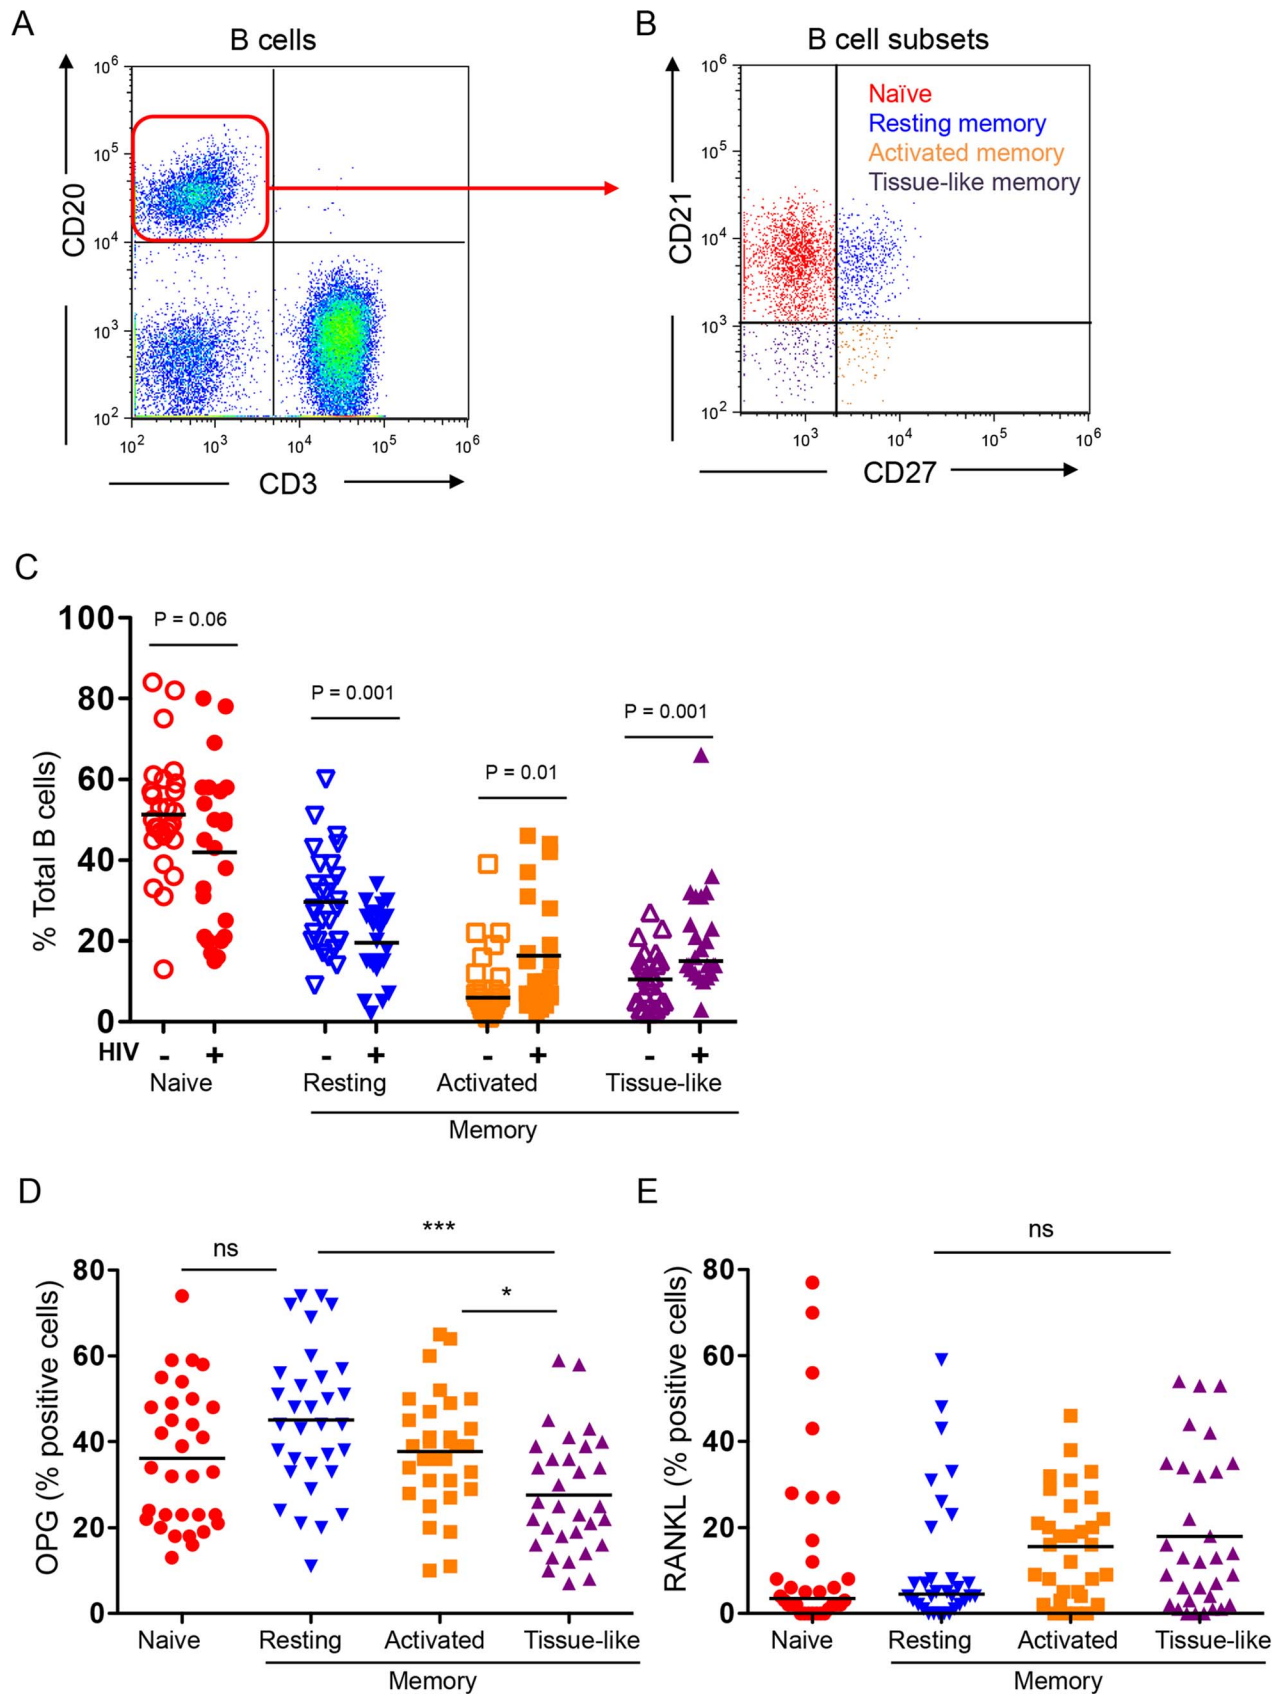 A
B cells
10^6
10^5
10^4
10^3
10^2
CD20
10^2 10^3 10^4 10^5 10^6
CD3
B
B cell subsets
Naïve
Resting memory
Activated memory
Tissue-like memory
10^6
10^5
10^4
10^3
10^2
CD21
10^3 10^4 10^5 10^6
CD27
C
% Total B cells)
100
80
60
40
20
0
P = 0.06
P = 0.001
P = 0.01
P = 0.001
HIV - + - + - + - +
Naive Resting Activated Tissue-like
Memory
D
OPG (% positive cells)
80
60
40
20
0
ns
***
*
Naive Resting Activated Tissue-like
Memory
E
RANKL (% positive cells)
80
60
40
20
0
ns
Naive Resting Activated Tissue-like
Memory